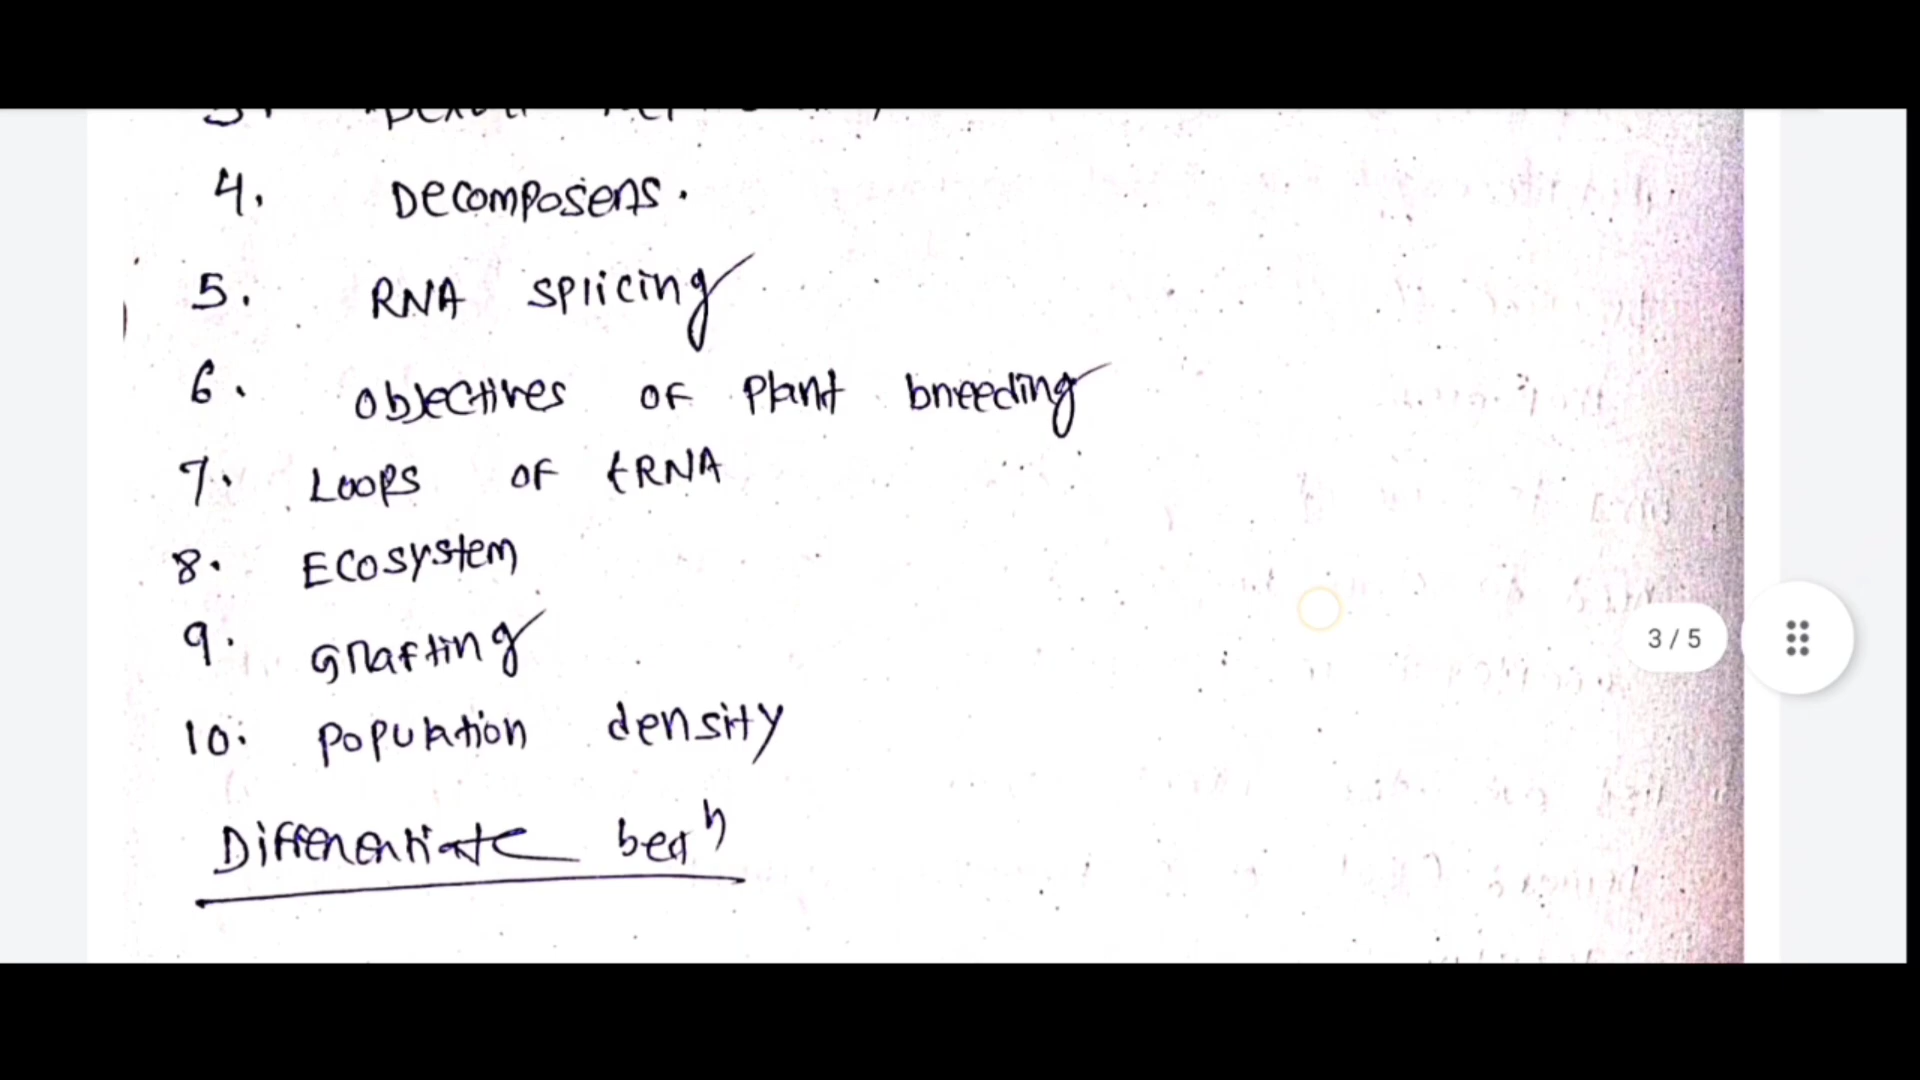 4. Decomposers.
5. RNA splicing
6. Objectives of plant breeding
7. Loops of tRNA
8. Ecosystem
9. Grafting
10. Population density
3 / 5
Differentiate betn